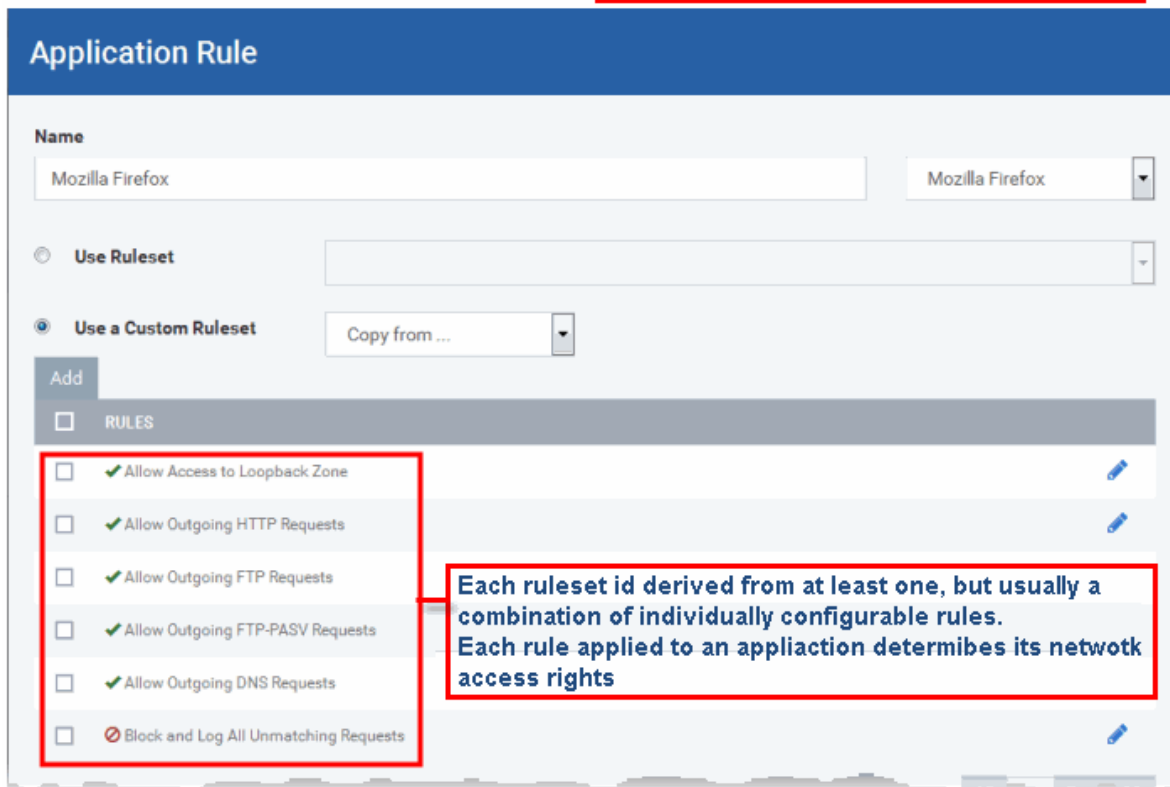 Application Rule
Name
Mozilla Firefox
Mozilla Firefox
Use Ruleset
Use a Custom Ruleset
Copy from ...
Add
RULES
Allow Access to Loopback Zone
Allow Outgoing HTTP Requests
Allow Outgoing FTP Requests
Allow Outgoing FTP-PASV Requests
Allow Outgoing DNS Requests
Block and Log All Unmatching Requests
Each ruleset id derived from at least one, but usually a
combination of individually configurable rules.
Each rule applied to an appliaction determibes its netwotk
access rights